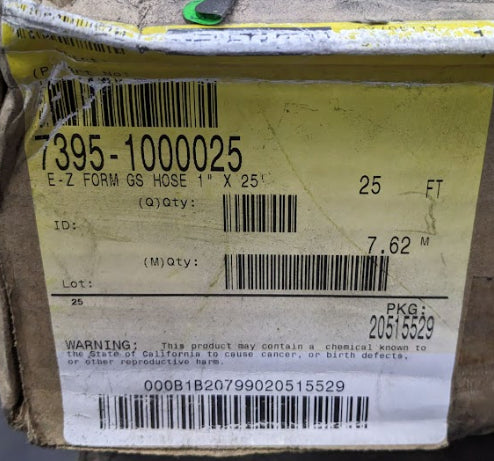 (P) Part No:
7395-1000025
E-Z FORM GS HOSE 1" X 25'
25 FT
(Q)Qty:
ID:
7.62 M
(M)Qty:
Lot:
25
PKG:
20515529
WARNING: This product may contain a chemical known to
the State of California to cause cancer, or birth defects,
or other reproductive harm.
000B1B20799020515529